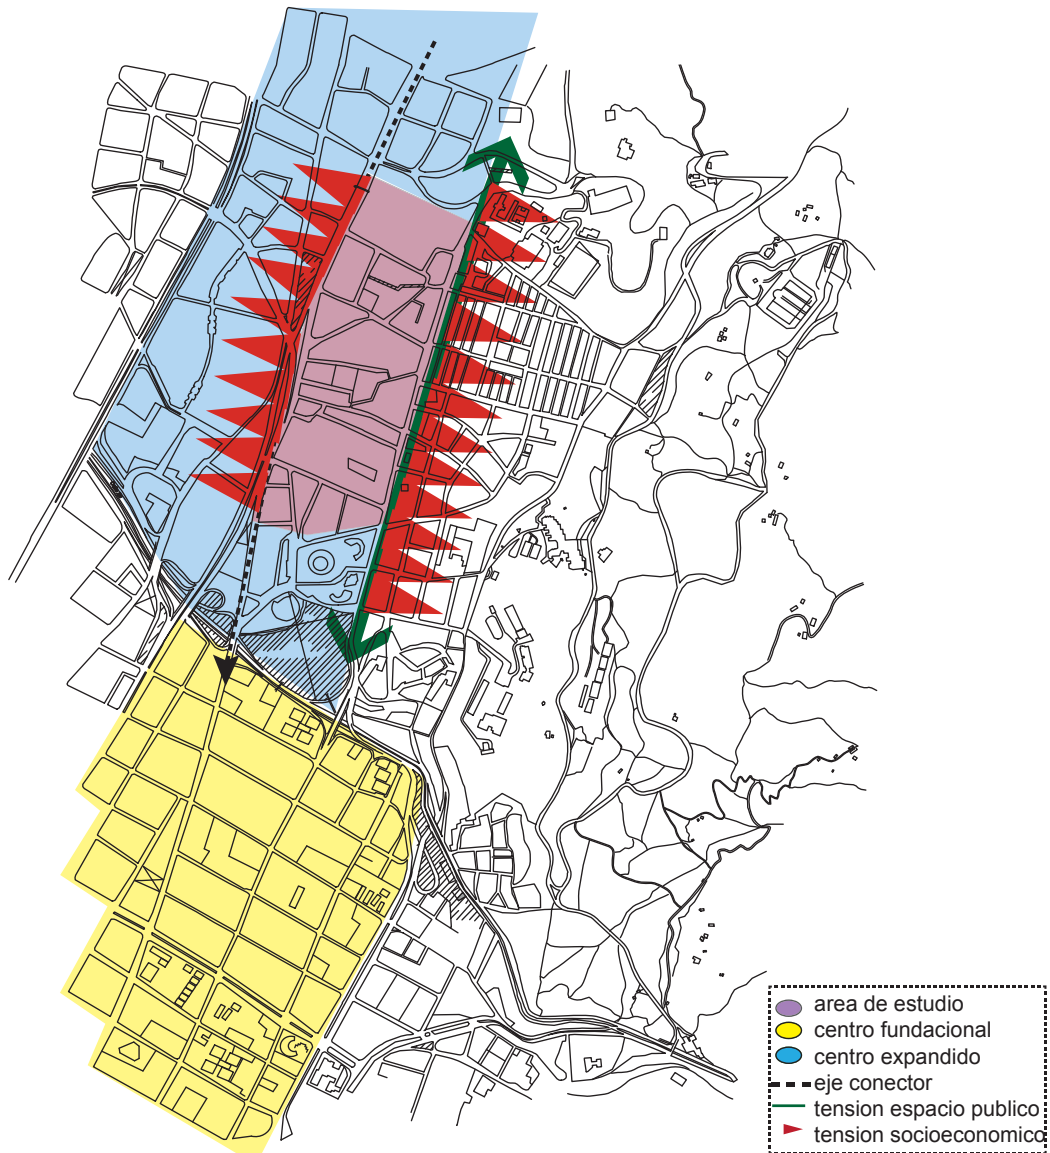 area de estudio
centro fundacional
centro expandido
eje conector
tension espacio publico
tension socioeconomico